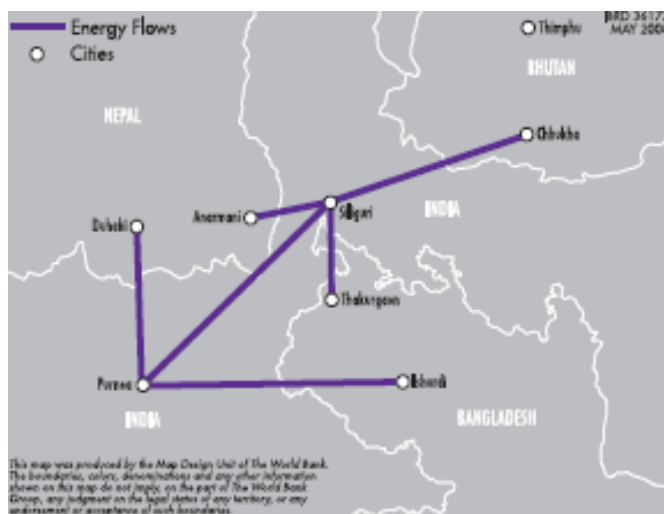 Energy Flows
Cities
IBRD 36177
MAY 2008
Thimphu
BHUTAN
NEPAL
Chhukha
Siliguri
INDIA
Anarmani
Duhabi
Thakurgaon
Purnea
Ishurdi
INDIA
BANGLADESH
This map was produced by the Map Design Unit of The World Bank.
The boundaries, colors, denominations and any other information
shown on this map do not imply, on the part of The World Bank
Group, any judgment on the legal status of any territory, or any
endorsement or acceptance of such boundaries.